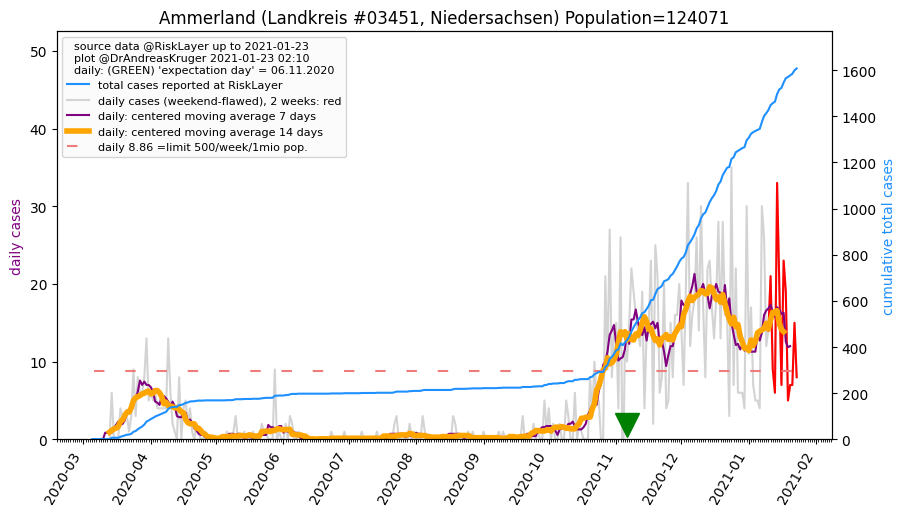 Ammerland (Landkreis #03451, Niedersachsen) Population=124071
source data @RiskLayer up to 2021-01-23
plot @DrAndreasKruger 2021-01-23 02:10
daily: (GREEN) 'expectation day' = 06.11.2020
total cases reported at RiskLayer
daily cases (weekend-flawed), 2 weeks: red
daily: centered moving average 7 days
daily: centered moving average 14 days
daily 8.86 =limit 500/week/1mio pop.
daily cases
50
40
30
20
10
0
cumulative total cases
1600
1400
1200
1000
800
600
400
200
0
2020-03
2020-04
2020-05
2020-06
2020-07
2020-08
2020-09
2020-10
2020-11
2020-12
2021-01
2021-02